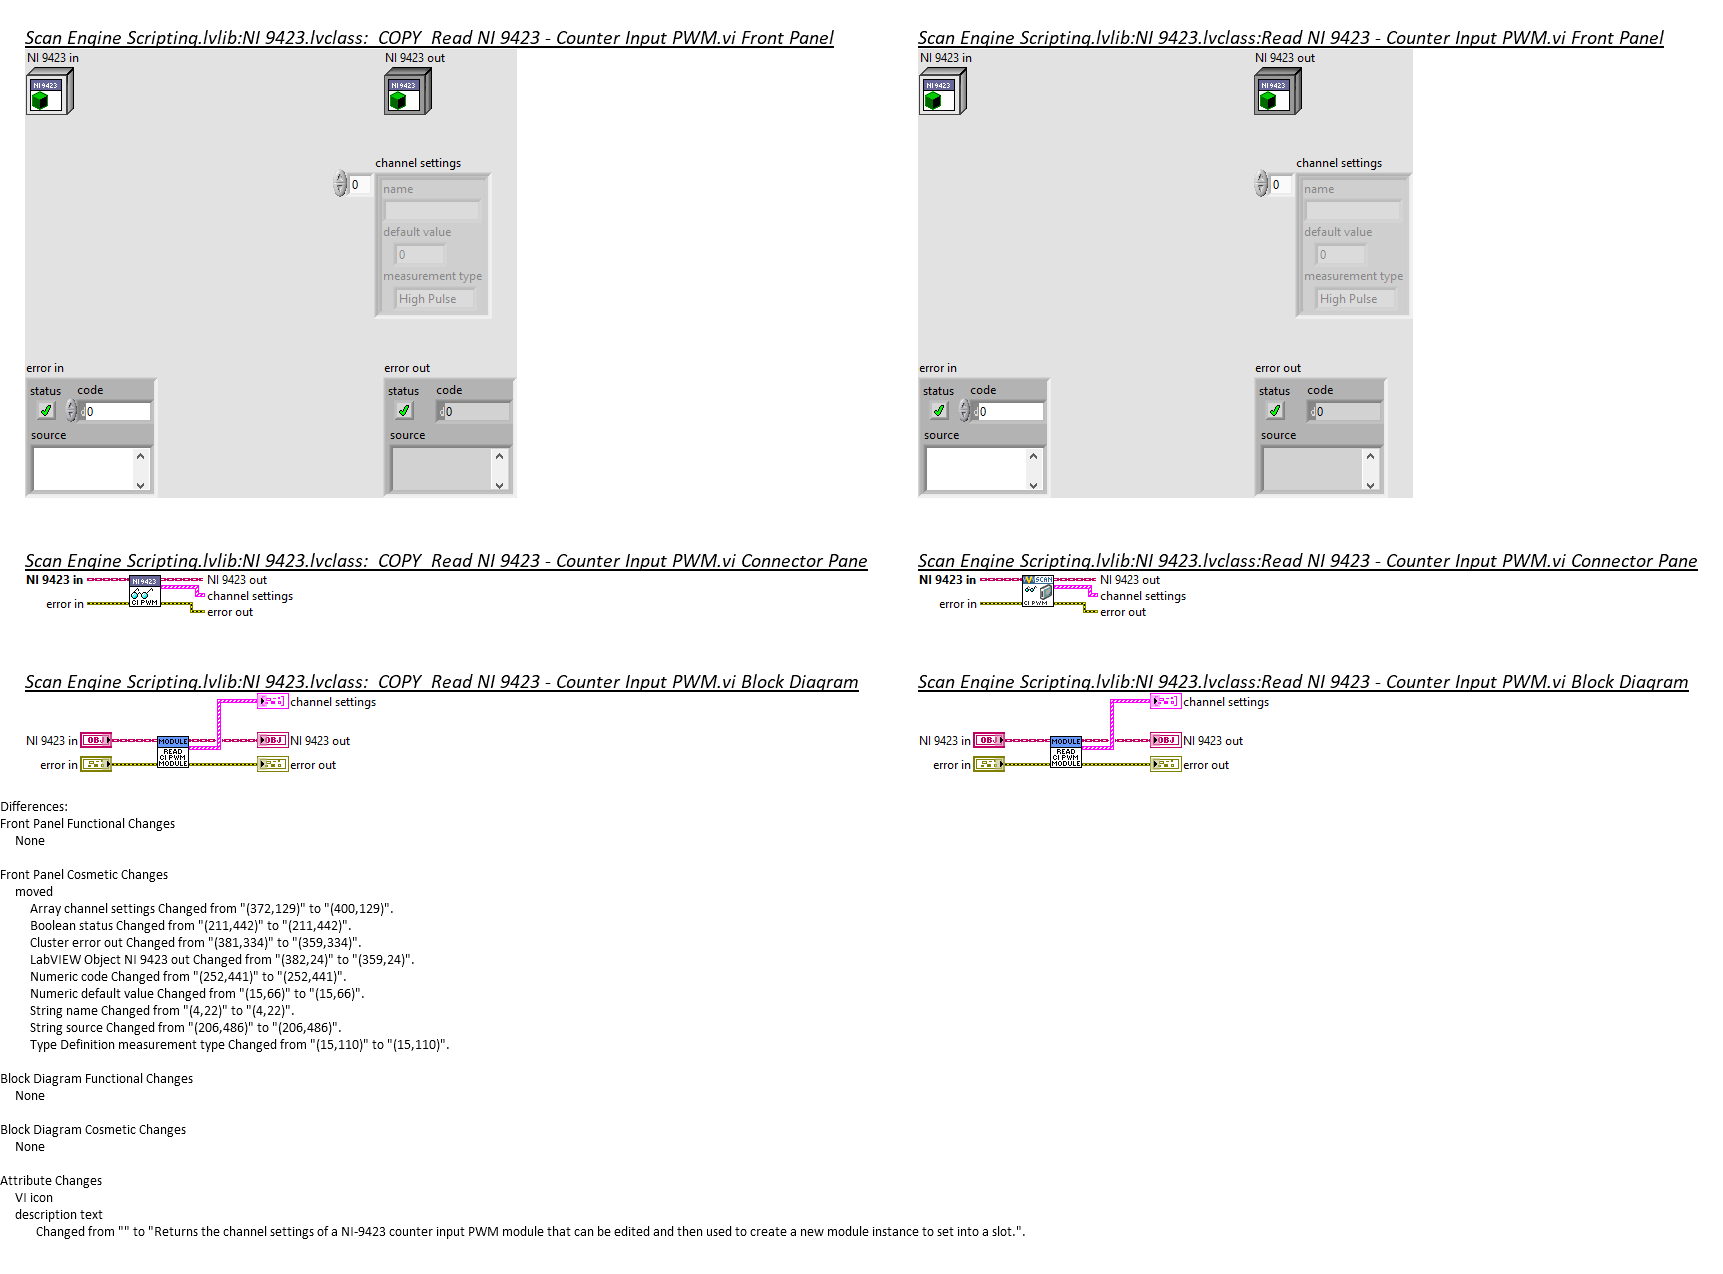 Scan Engine Scripting.lvlib:NI 9423.lvclass:_COPY_Read NI 9423 - Counter Input PWM.vi Front Panel
NI 9423 in
NI 9423 out
NI 9423
NI 9423
channel settings
0
name
default value
0
measurement type
High Pulse
error in
error out
status code
status code
d0
d0
source
source
Scan Engine Scripting.lvlib:NI 9423.lvclass:Read NI 9423 - Counter Input PWM.vi Front Panel
NI 9423 in
NI 9423 out
NI 9423
NI 9423
channel settings
0
name
default value
0
measurement type
High Pulse
error in
error out
status code
status code
d0
d0
source
source
Scan Engine Scripting.lvlib:NI 9423.lvclass:_COPY_Read NI 9423 - Counter Input PWM.vi Connector Pane
NI 9423 in
NI 9423
NI 9423 out
channel settings
error in
CI PWM
error out
Scan Engine Scripting.lvlib:NI 9423.lvclass:Read NI 9423 - Counter Input PWM.vi Connector Pane
NI 9423 in
SCAN
NI 9423 out
channel settings
error in
CI PWM
error out
Scan Engine Scripting.lvlib:NI 9423.lvclass:_COPY_Read NI 9423 - Counter Input PWM.vi Block Diagram
channel settings
NI 9423 in
OBJ
MODULE
READ
CI PWM
MODULE
OBJ
NI 9423 out
error in
error out
Scan Engine Scripting.lvlib:NI 9423.lvclass:Read NI 9423 - Counter Input PWM.vi Block Diagram
channel settings
NI 9423 in
OBJ
MODULE
READ
CI PWM
MODULE
OBJ
NI 9423 out
error in
error out
Differences:
Front Panel Functional Changes
None
Front Panel Cosmetic Changes
moved
Array channel settings Changed from "(372,129)" to "(400,129)".
Boolean status Changed from "(211,442)" to "(211,442)".
Cluster error out Changed from "(381,334)" to "(359,334)".
LabVIEW Object NI 9423 out Changed from "(382,24)" to "(359,24)".
Numeric code Changed from "(252,441)" to "(252,441)".
Numeric default value Changed from "(15,66)" to "(15,66)".
String name Changed from "(4,22)" to "(4,22)".
String source Changed from "(206,486)" to "(206,486)".
Type Definition measurement type Changed from "(15,110)" to "(15,110)".
Block Diagram Functional Changes
None
Block Diagram Cosmetic Changes
None
Attribute Changes
VI icon
description text
Changed from "" to "Returns the channel settings of a NI-9423 counter input PWM module that can be edited and then used to create a new module instance to set into a slot.".